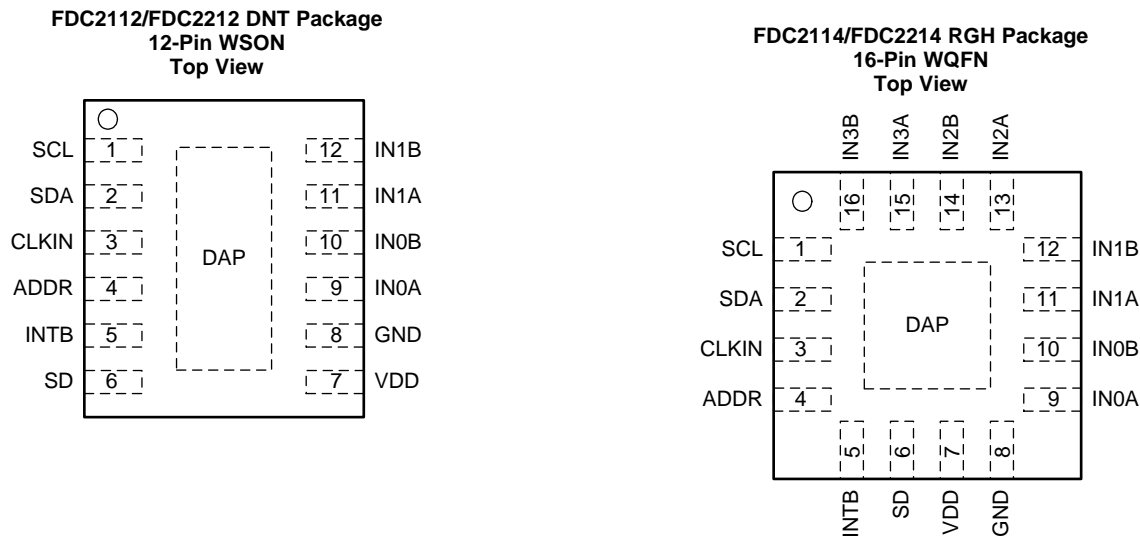 FDC2112/FDC2212 DNT Package
12-Pin WSON
Top View
SCL 1 12 IN1B
SDA 2 11 IN1A
CLKIN 3 DAP 10 IN0B
ADDR 4 9 IN0A
INTB 5 8 GND
SD 6 7 VDD
FDC2114/FDC2214 RGH Package
16-Pin WQFN
Top View
IN3B IN3A IN2B IN2A
16 15 14 13
SCL 1 12 IN1B
SDA 2 11 IN1A
DAP
CLKIN 3 10 IN0B
ADDR 4 9 IN0A
5 6 7 8
INTB SD VDD GND